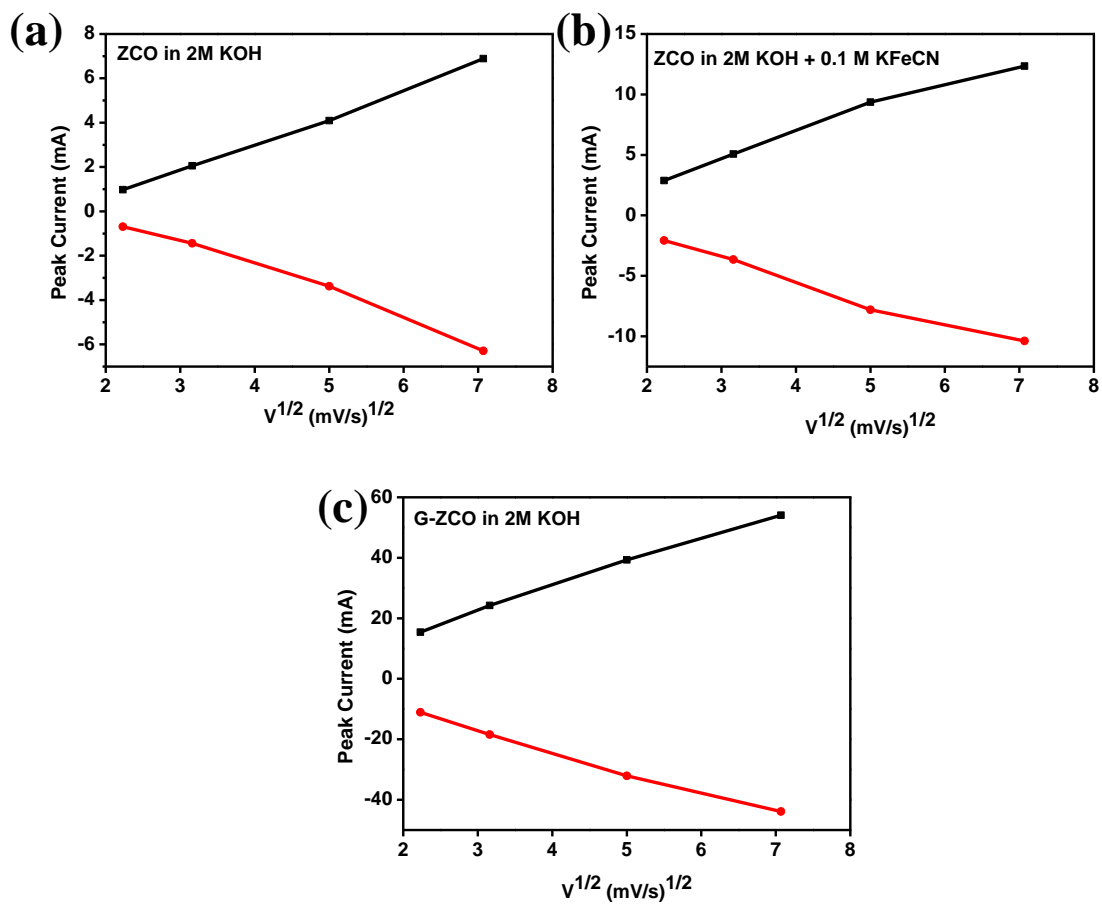 (a)
ZCO in 2M KOH
Peak Current (mA)
8
6
4
2
0
-2
-4
-6
2 3 4 5 6 7 8
V1/2 (mV/s)1/2
(b)
ZCO in 2M KOH + 0.1 M KFeCN
Peak Current (mA)
15
10
5
0
-5
-10
2 3 4 5 6 7 8
V1/2 (mV/s)1/2
(c)
G-ZCO in 2M KOH
Peak Current (mA)
60
40
20
0
-20
-40
2 3 4 5 6 7 8
V1/2 (mV/s)1/2